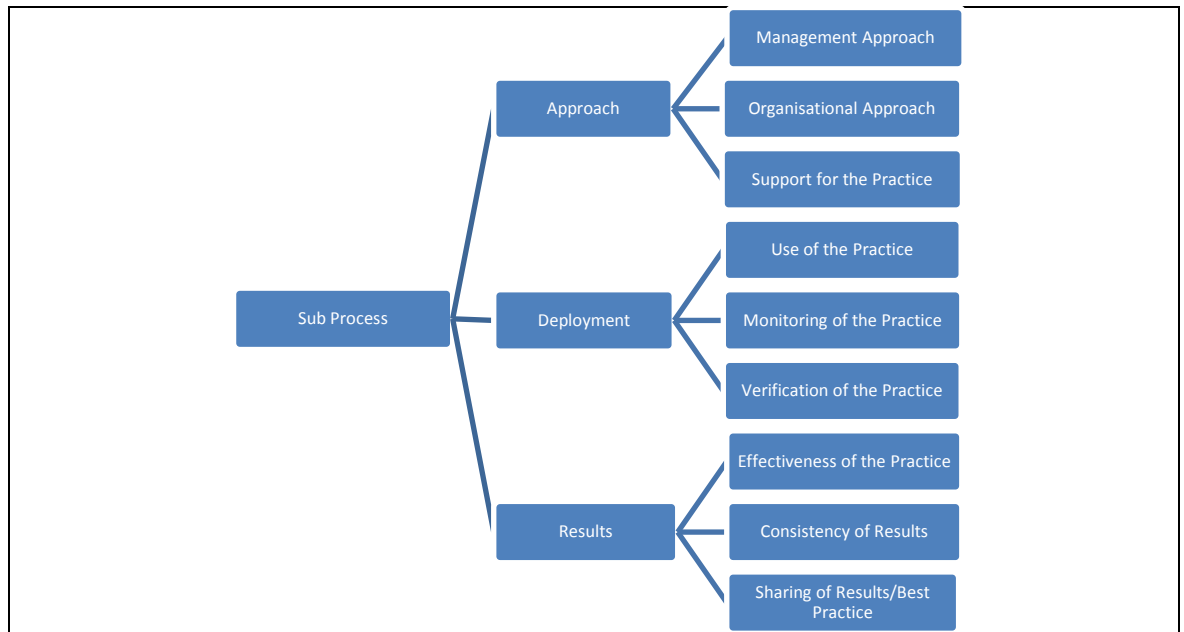 Management Approach
Approach
Organisational Approach
Support for the Practice
Use of the Practice
Sub Process
Deployment
Monitoring of the Practice
Verification of the Practice
Effectiveness of the Practice
Results
Consistency of Results
Sharing of Results/Best
Practice